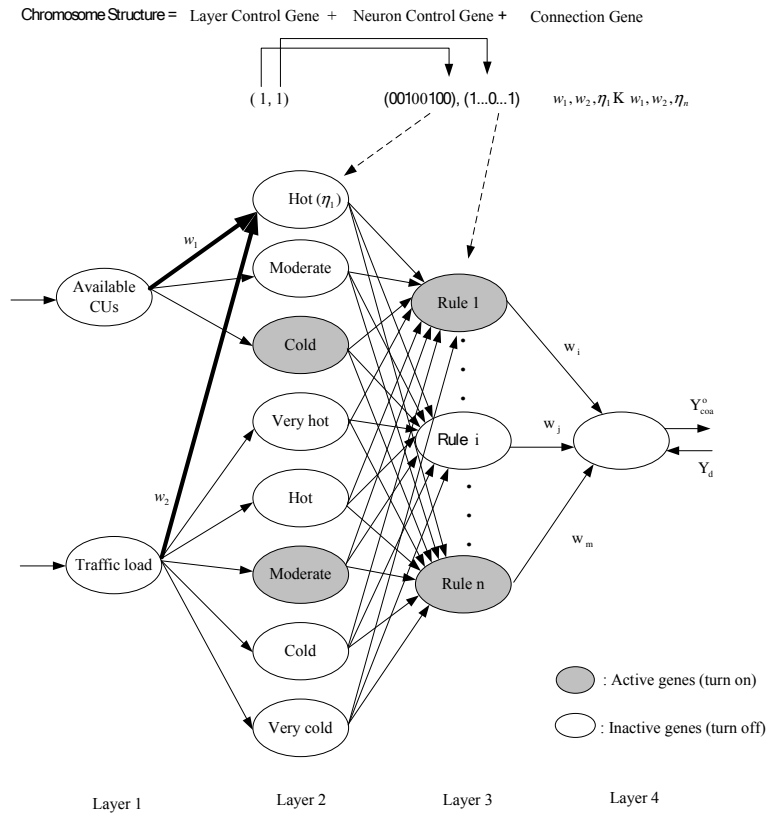 Chromosome Structure = Layer Control Gene + Neuron Control Gene + Connection Gene
(1, 1) (00100100), (1...0...1) w₁, w₂, η₁ K w₁, w₂, ηₙ
Hot (η₁)
w₁
Moderate
Available
CUs
Rule 1
Cold
wᵢ
Very hot
Y°coa
Rule i
wⱼ
Y_d
w₂
Hot
wₘ
Traffic load
Moderate
Rule n
Cold
: Active genes (turn on)
Very cold
: Inactive genes (turn off)
Layer 1 Layer 2 Layer 3 Layer 4